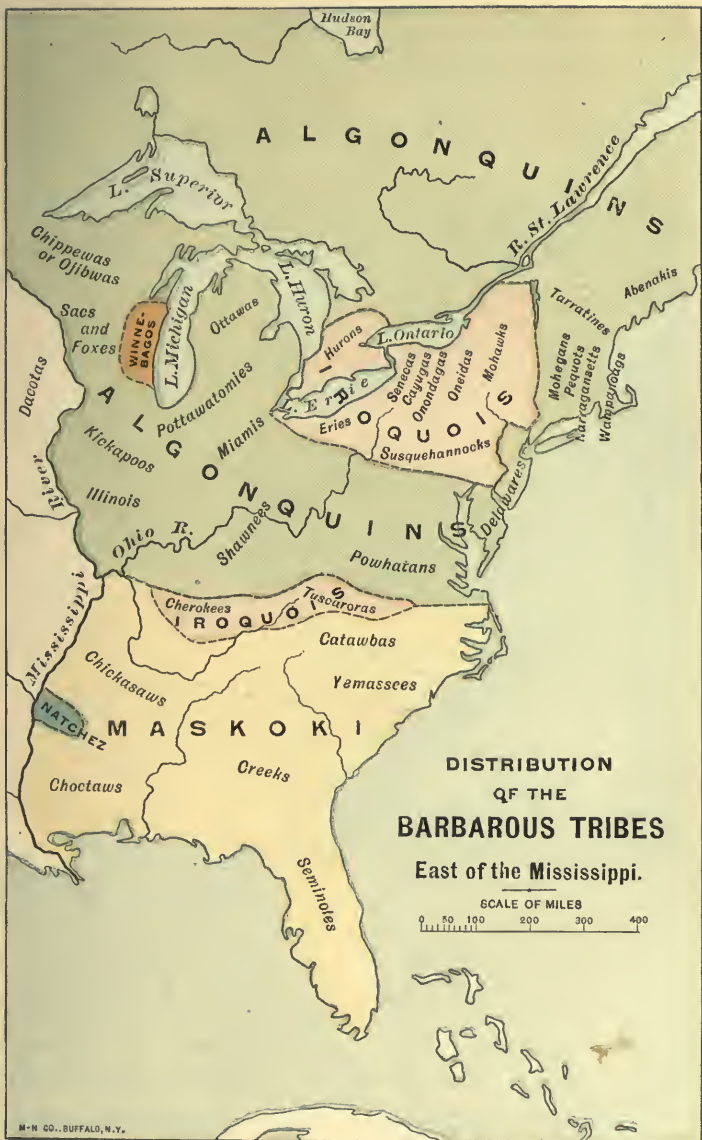 Hudson
Bay
ALGONQUINS
L. Superior
R. St. Lawrence
Chippewas
or Ojibwas
L. Huron
Abenakis
Tarratines
Ottawas
Sacs
and
Foxes
WINNE-
BAGOS
L. Michigan
Hurons
L. Ontario
Senecas
Cayugas
Onondagas
Oneidas
Mohawks
Mohegans
Pequots
Narragansetts
Wampanoags
Dacotas
L. Erie
IROQUOIS
Eries
Susquehannocks
ALGONQUINS
Pottawatomies
Kickapoos
Miamis
Illinois
Delawares
Ohio R.
Shawnees
Powhatans
Mississippi
River
Cherokees
Tuscaroras
IROQUOIS
Catawbas
Chickasaws
Yemassees
NATCHEZ
MASKOKI
Choctaws
Creeks
Seminoles
DISTRIBUTION
OF THE
BARBAROUS TRIBES
East of the Mississippi.
SCALE OF MILES
0 50 100 200 300 400
M-N CO., BUFFALO, N.Y.